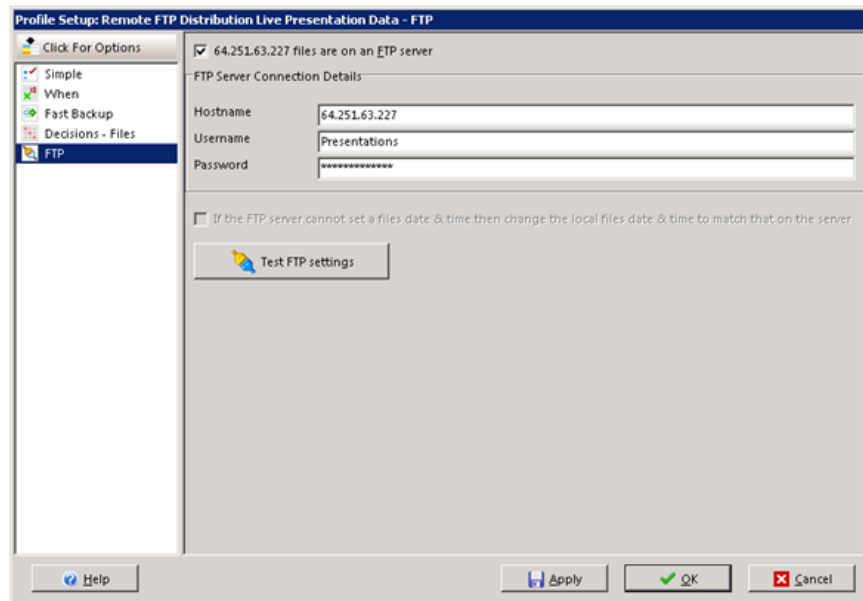 Profile Setup: Remote FTP Distribution Live Presentation Data - FTP
Click For Options
Simple
When
Fast Backup
Decisions - Files
FTP
64.251.63.227 files are on an FTP server
FTP Server Connection Details
Hostname
64.251.63.227
Username
Presentations
Password
*************
If the FTP server cannot set a files date & time then change the local files date & time to match that on the server
Test FTP settings
Help
Apply
OK
Cancel